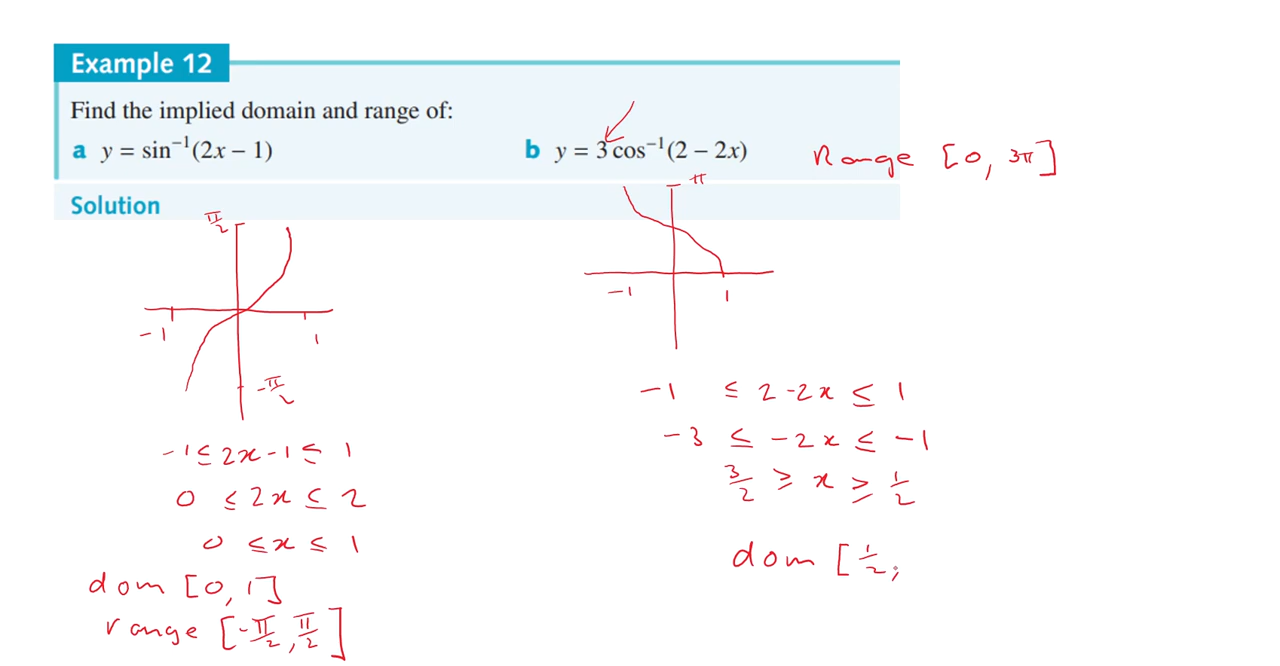 Example 12
Find the implied domain and range of:
a y = sin⁻¹(2x − 1)
b y = 3 cos⁻¹(2 − 2x)
Range [0, 3π]
Solution
π/2
-1
1
-π/2
-1 ≤ 2x-1 ≤ 1
0 ≤ 2x ≤ 2
0 ≤ x ≤ 1
dom [0, 1]
range [-π/2, π/2]
π
-1
1
-1 ≤ 2-2x ≤ 1
-3 ≤ -2x ≤ -1
3/2 ≥ x ≥ 1/2
dom [1/2,